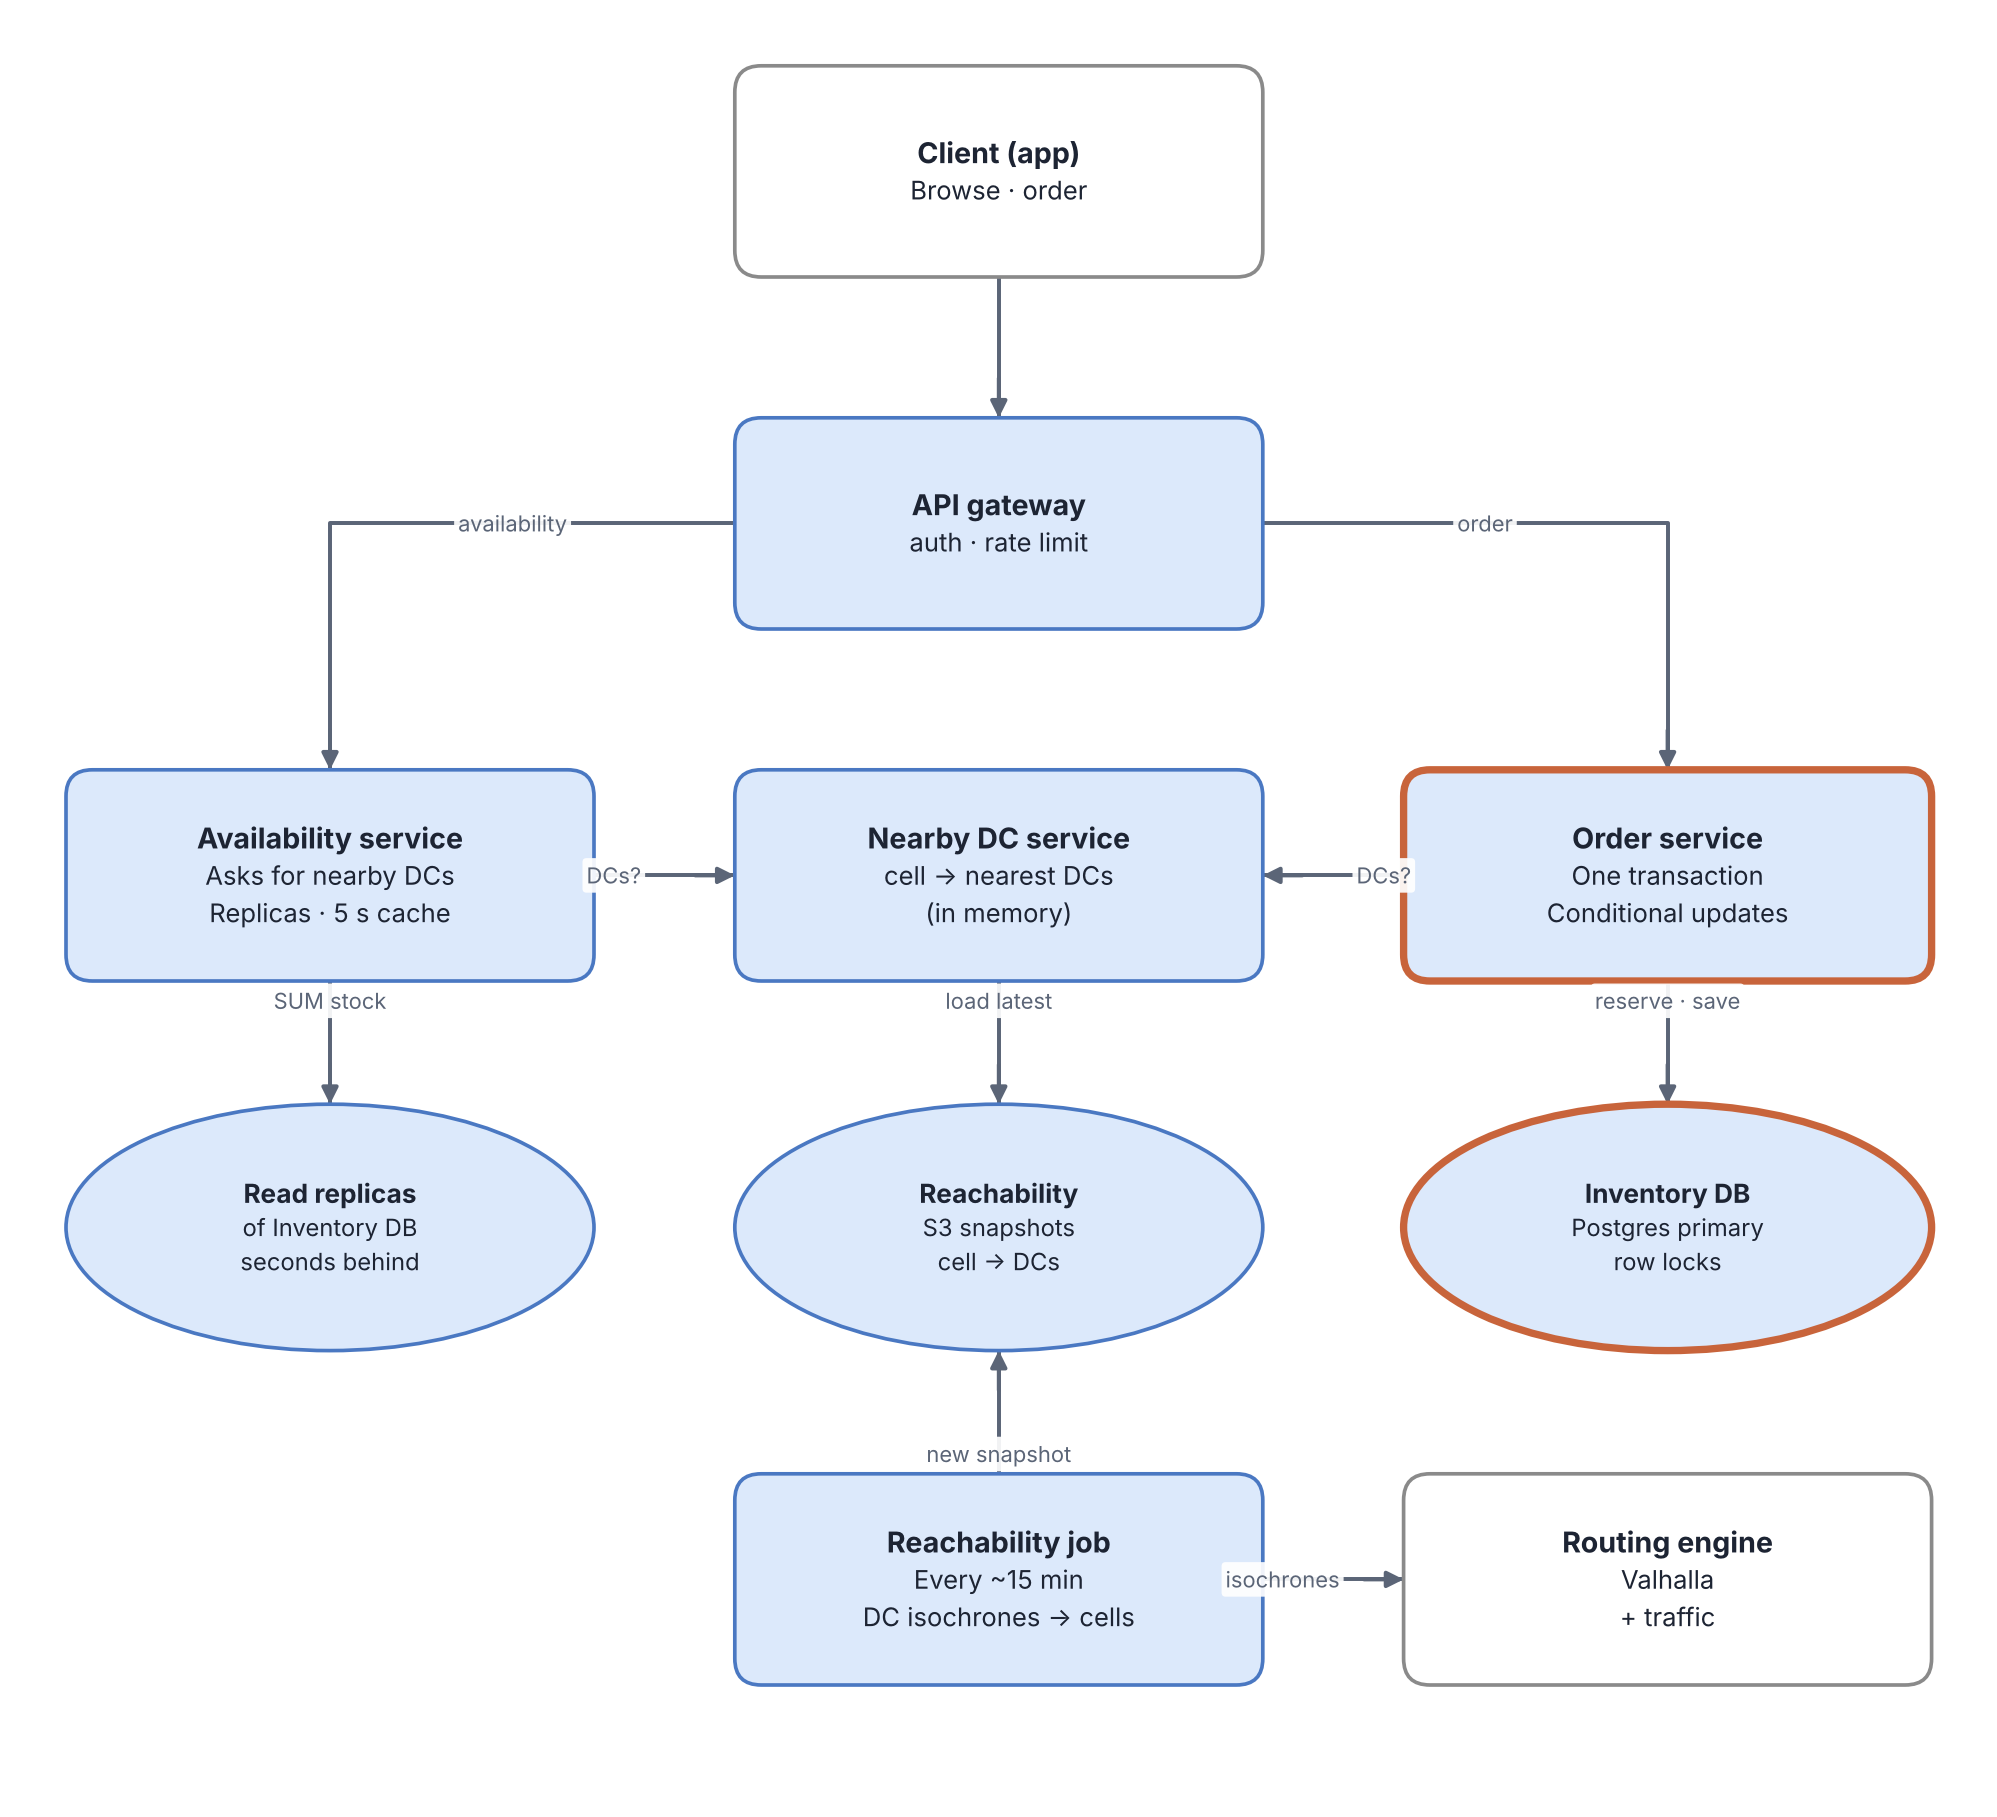 Client (app)
Browse · order
API gateway
auth · rate limit
availability
order
Availability service
Asks for nearby DCs
Replicas · 5 s cache
DCs?
Nearby DC service
cell → nearest DCs
(in memory)
DCs?
Order service
One transaction
Conditional updates
SUM stock
load latest
reserve · save
Read replicas
of Inventory DB
seconds behind
Reachability
S3 snapshots
cell → DCs
Inventory DB
Postgres primary
row locks
new snapshot
Reachability job
Every ~15 min
DC isochrones → cells
isochrones
Routing engine
Valhalla
+ traffic